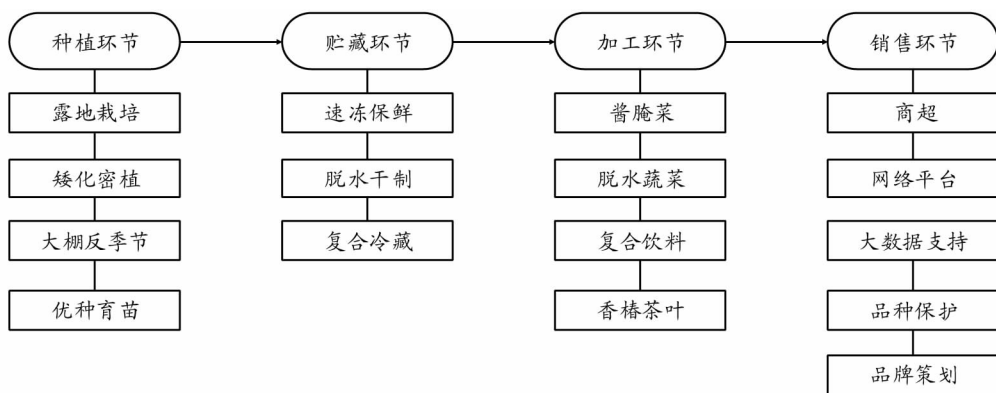 种植环节
贮藏环节
加工环节
销售环节
露地栽培
速冻保鲜
酱腌菜
商超
矮化密植
脱水干制
脱水蔬菜
网络平台
大棚反季节
复合冷藏
复合饮料
大数据支持
优种育苗
香椿茶叶
品种保护
品牌策划